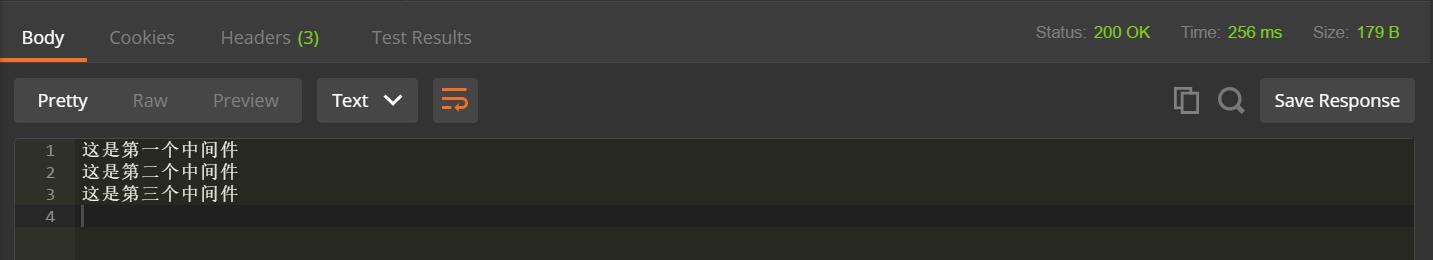 Body Cookies Headers (3) Test Results Status: 200 OK Time: 256 ms Size: 179 B
Pretty Raw Preview Text Save Response
1 这是第一个中间件
2 这是第二个中间件
3 这是第三个中间件
4